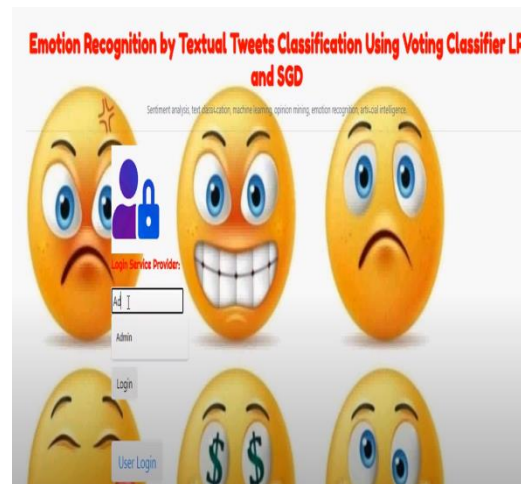 Emotion Recognition by Textual Tweets Classification Using Voting Classifier LR
and SGD
Sentiment analysis, text classification, machine learning, opinion mining, emotion recognition, artificial intelligence,
Login Service Provider:
Ad
Admin
Login
User Login
$ $